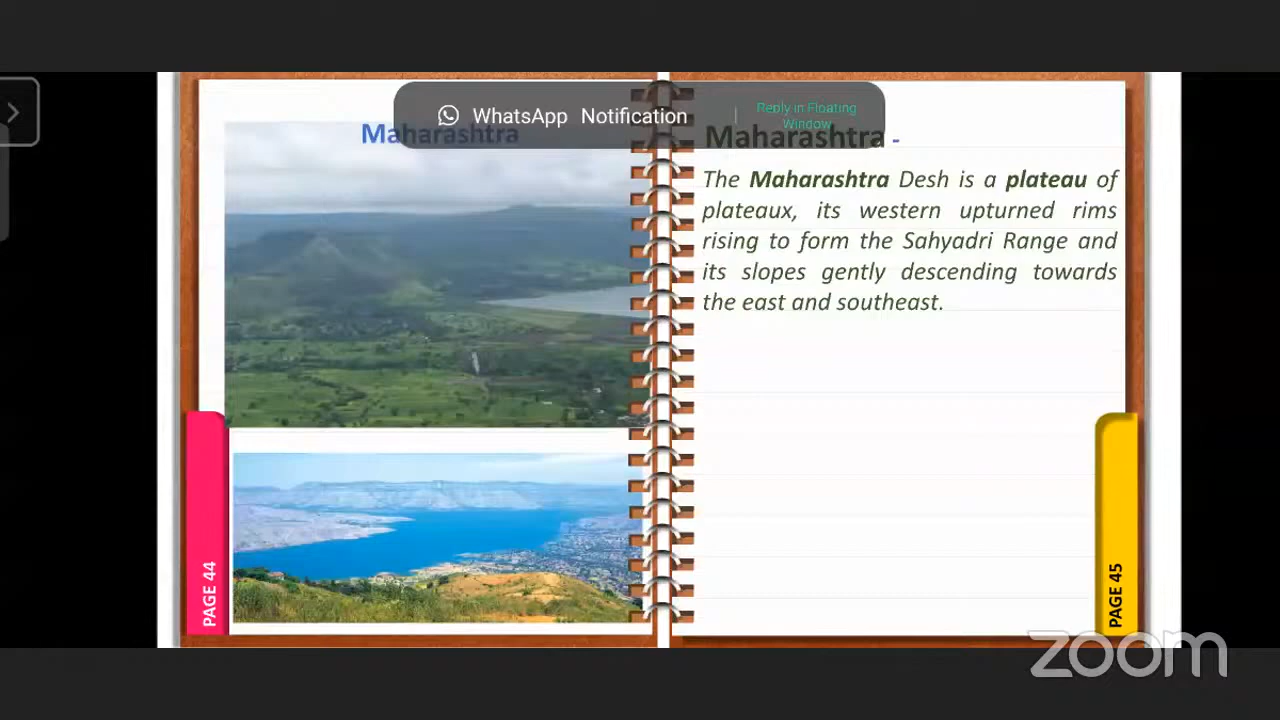 WhatsApp Notification
Reply in Floating
Window
Maharashtra
Maharashtra -
The Maharashtra Desh is a plateau of
plateaux, its western upturned rims
rising to form the Sahyadri Range and
its slopes gently descending towards
the east and southeast.
PAGE 44
PAGE 45
zoom